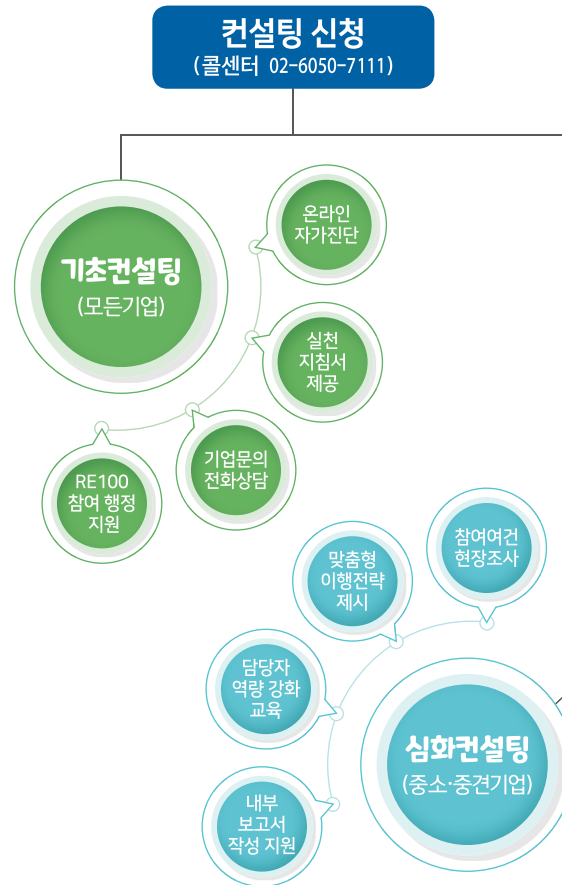 컨설팅 신청
(콜센터 02-6050-7111)
기초컨설팅
(모든기업)
온라인
자가진단
실천
지침서
제공
기업문의
전화상담
RE100
참여 행정
지원
참여여건
현장조사
맞춤형
이행전략
제시
담당자
역량 강화
교육
내부
보고서
작성 지원
심화컨설팅
(중소·중견기업)